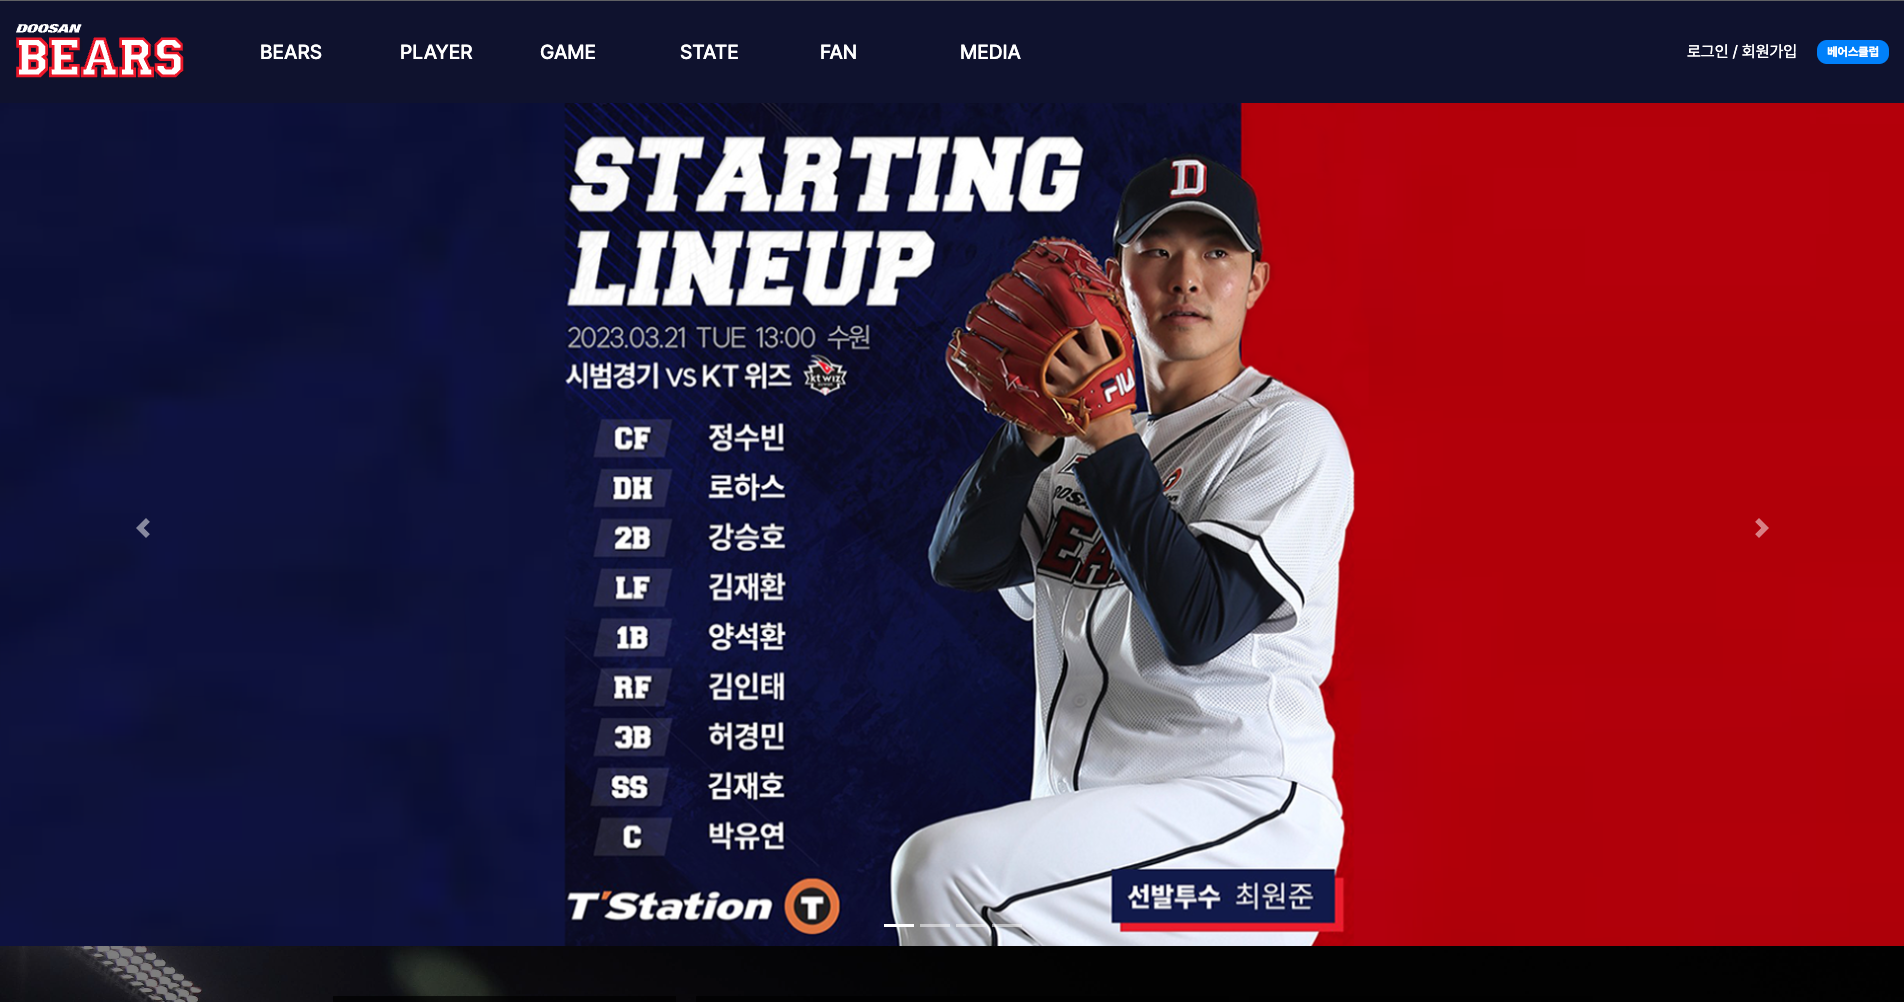 DOOSAN
BEARS
BEARS PLAYER GAME STATE FAN MEDIA
로그인 / 회원가입 베어스클럽
D
STARTING
LINEUP
2023.03.21 TUE 13:00 수원
시범경기 VS KT 위즈 kt wiz
FILA
CF 정수빈
DH 로하스
2B 강승호
LF 김재환
1B 양석환
RF 김인태
3B 허경민
SS 김재호
C 박유연
T'Station T
선발투수 최원준